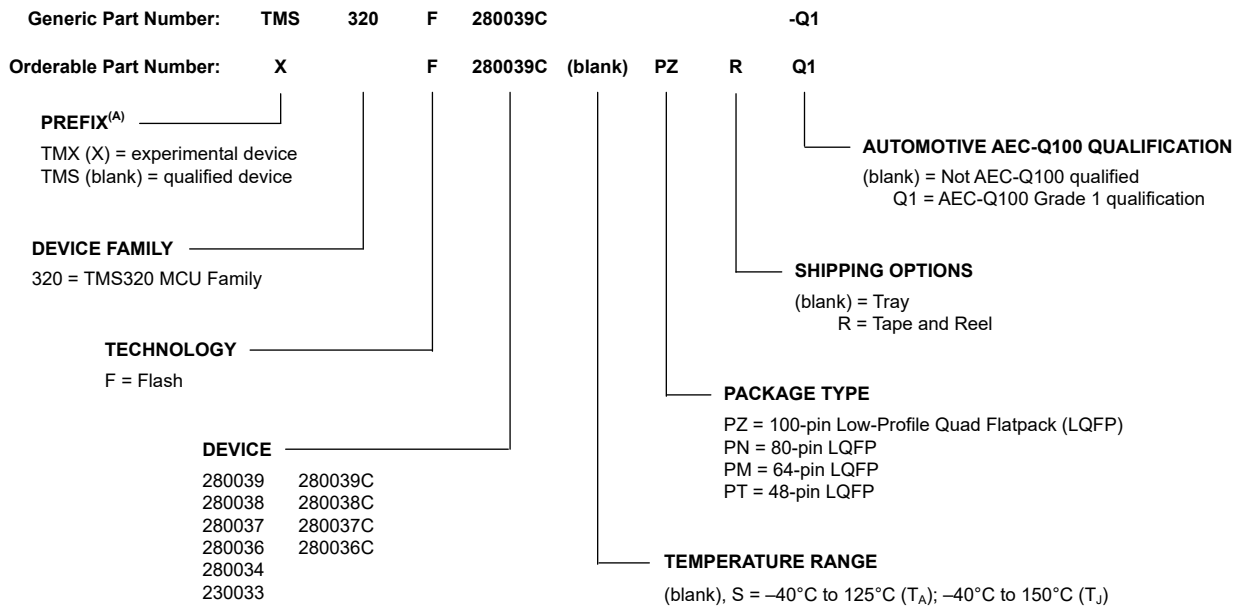 Generic Part Number: TMS 320 F 280039C -Q1
Orderable Part Number: X F 280039C (blank) PZ R Q1
PREFIX(A)
TMX (X) = experimental device
TMS (blank) = qualified device
AUTOMOTIVE AEC-Q100 QUALIFICATION
(blank) = Not AEC-Q100 qualified
Q1 = AEC-Q100 Grade 1 qualification
DEVICE FAMILY
320 = TMS320 MCU Family
SHIPPING OPTIONS
(blank) = Tray
R = Tape and Reel
TECHNOLOGY
F = Flash
PACKAGE TYPE
PZ = 100-pin Low-Profile Quad Flatpack (LQFP)
PN = 80-pin LQFP
PM = 64-pin LQFP
PT = 48-pin LQFP
DEVICE
280039 280039C
280038 280038C
280037 280037C
280036 280036C
280034
230033
TEMPERATURE RANGE
(blank), S = –40°C to 125°C (TA); –40°C to 150°C (TJ)